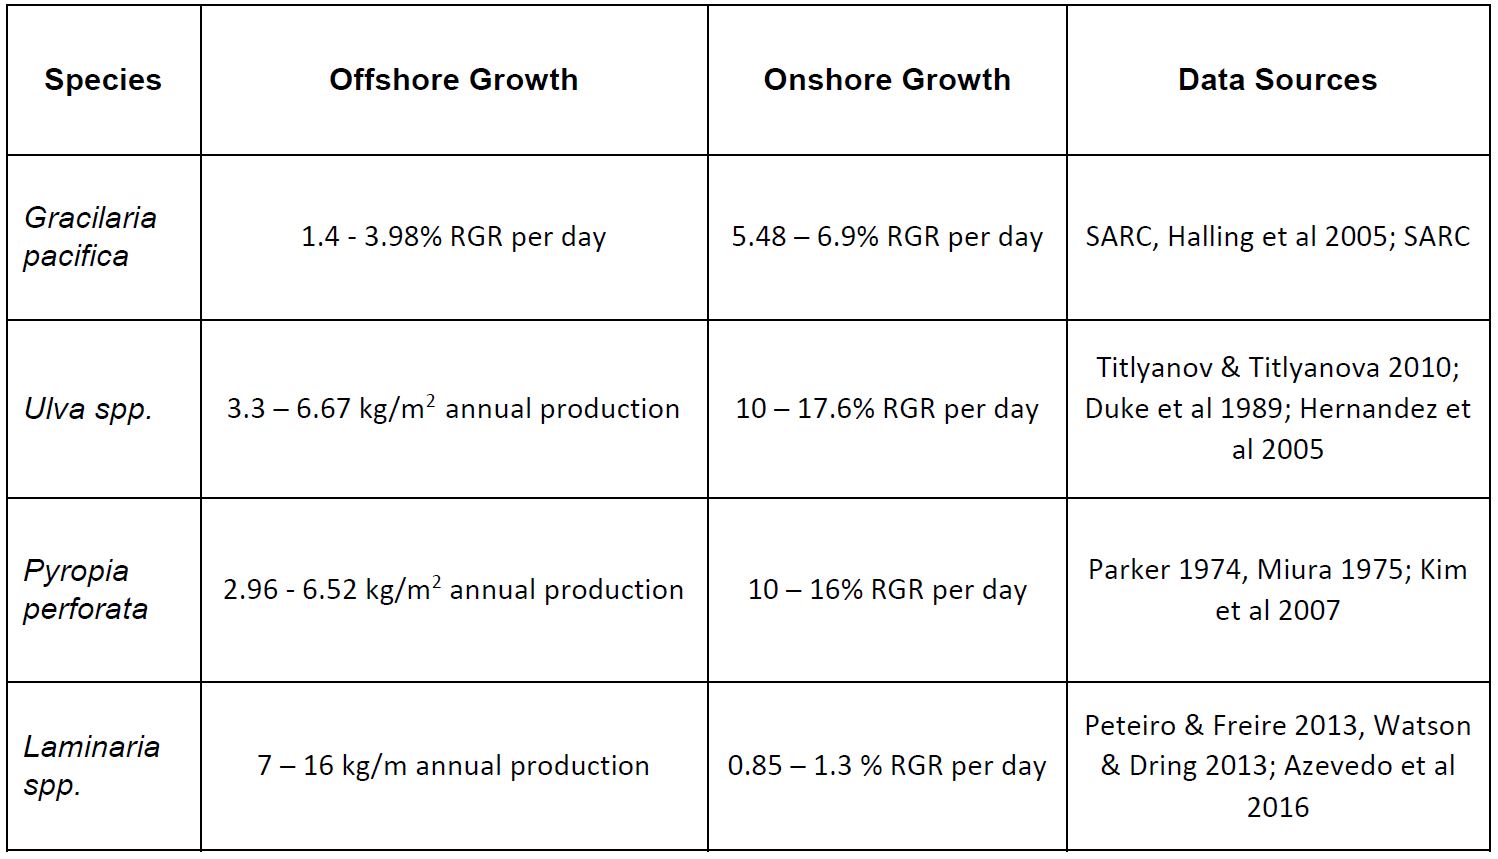 Species
Offshore Growth
Onshore Growth
Data Sources
Gracilaria
pacifica
1.4 - 3.98% RGR per day
5.48 – 6.9% RGR per day
SARC, Halling et al 2005; SARC
Ulva spp.
3.3 – 6.67 kg/m² annual production
10 – 17.6% RGR per day
Titlyanov & Titlyanova 2010;
Duke et al 1989; Hernandez et
al 2005
Pyropia
perforata
2.96 - 6.52 kg/m² annual production
10 – 16% RGR per day
Parker 1974, Miura 1975; Kim
et al 2007
Laminaria
spp.
7 – 16 kg/m annual production
0.85 – 1.3 % RGR per day
Peteiro & Freire 2013, Watson
& Dring 2013; Azevedo et al
2016